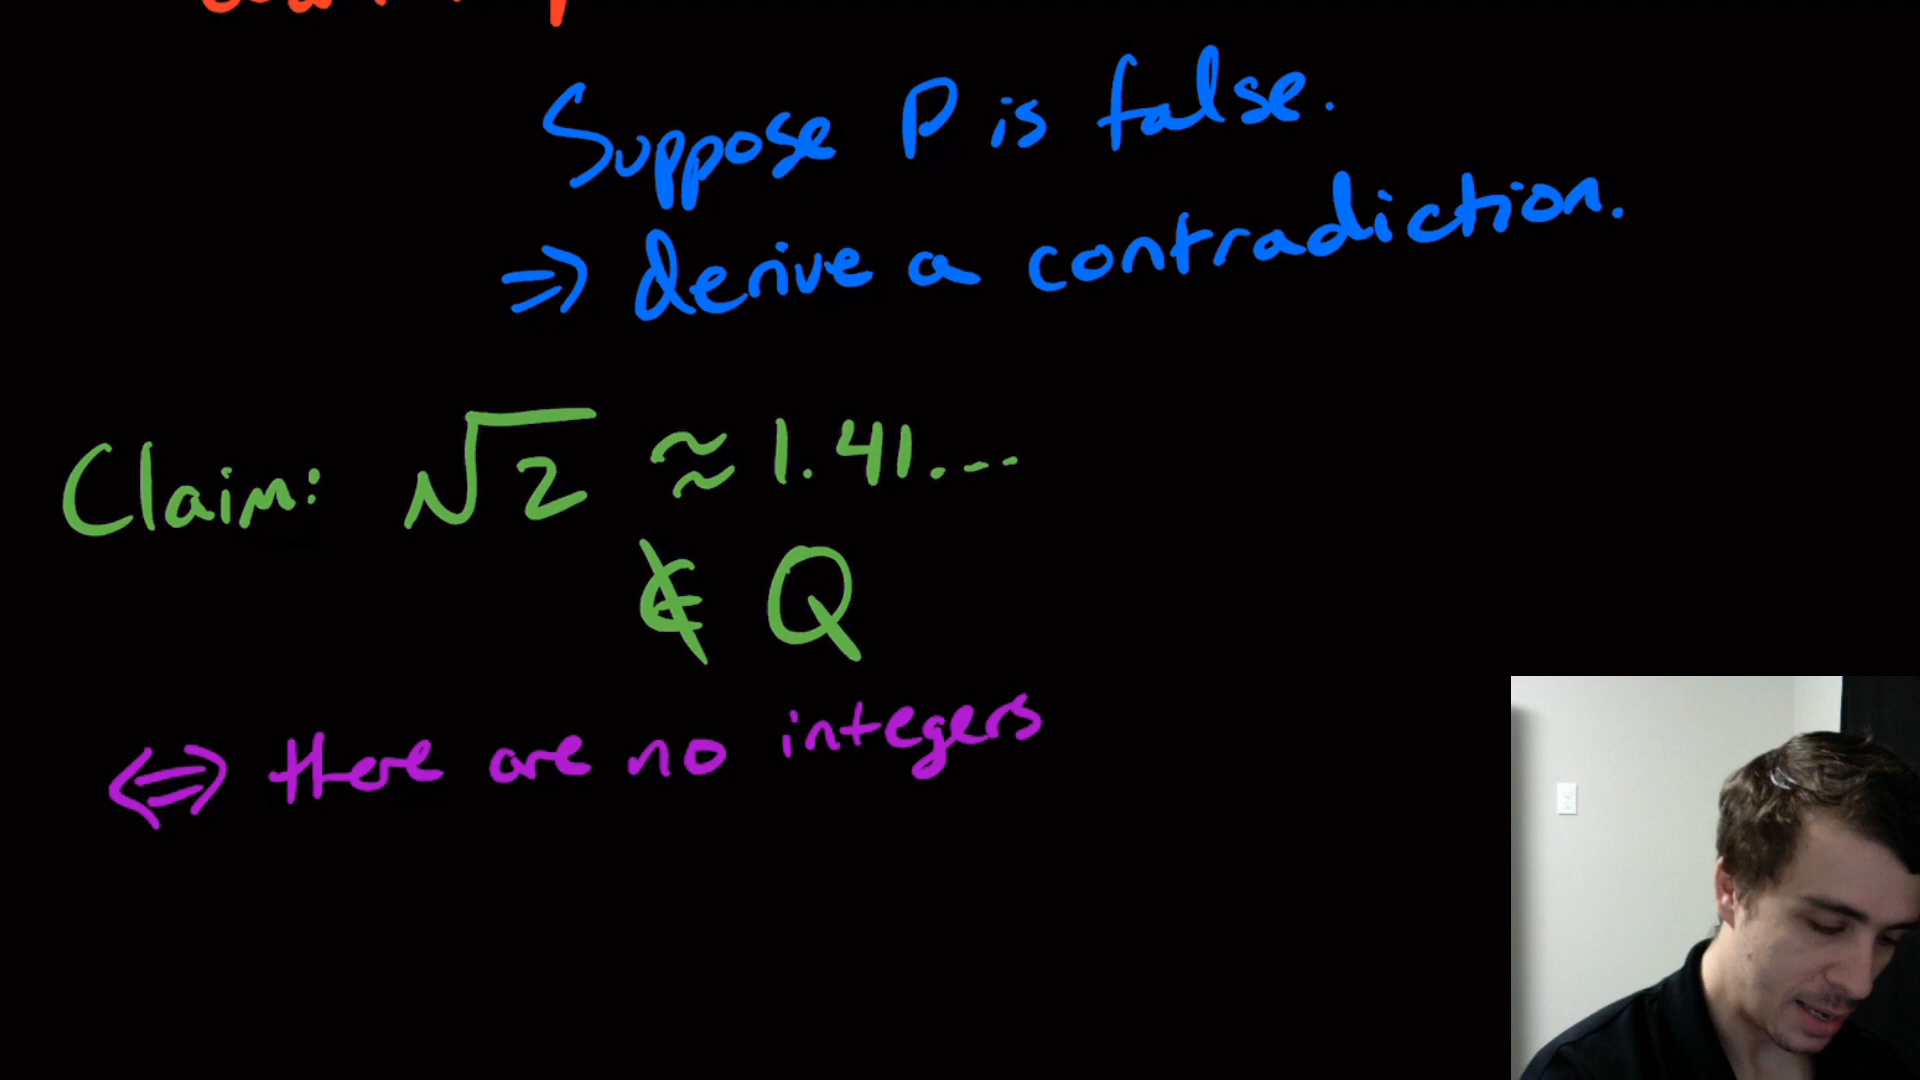 Suppose P is false.
⇒ derive a contradiction.
Claim: √2 ≈ 1.41...
∉ Q
⇔ there are no integers